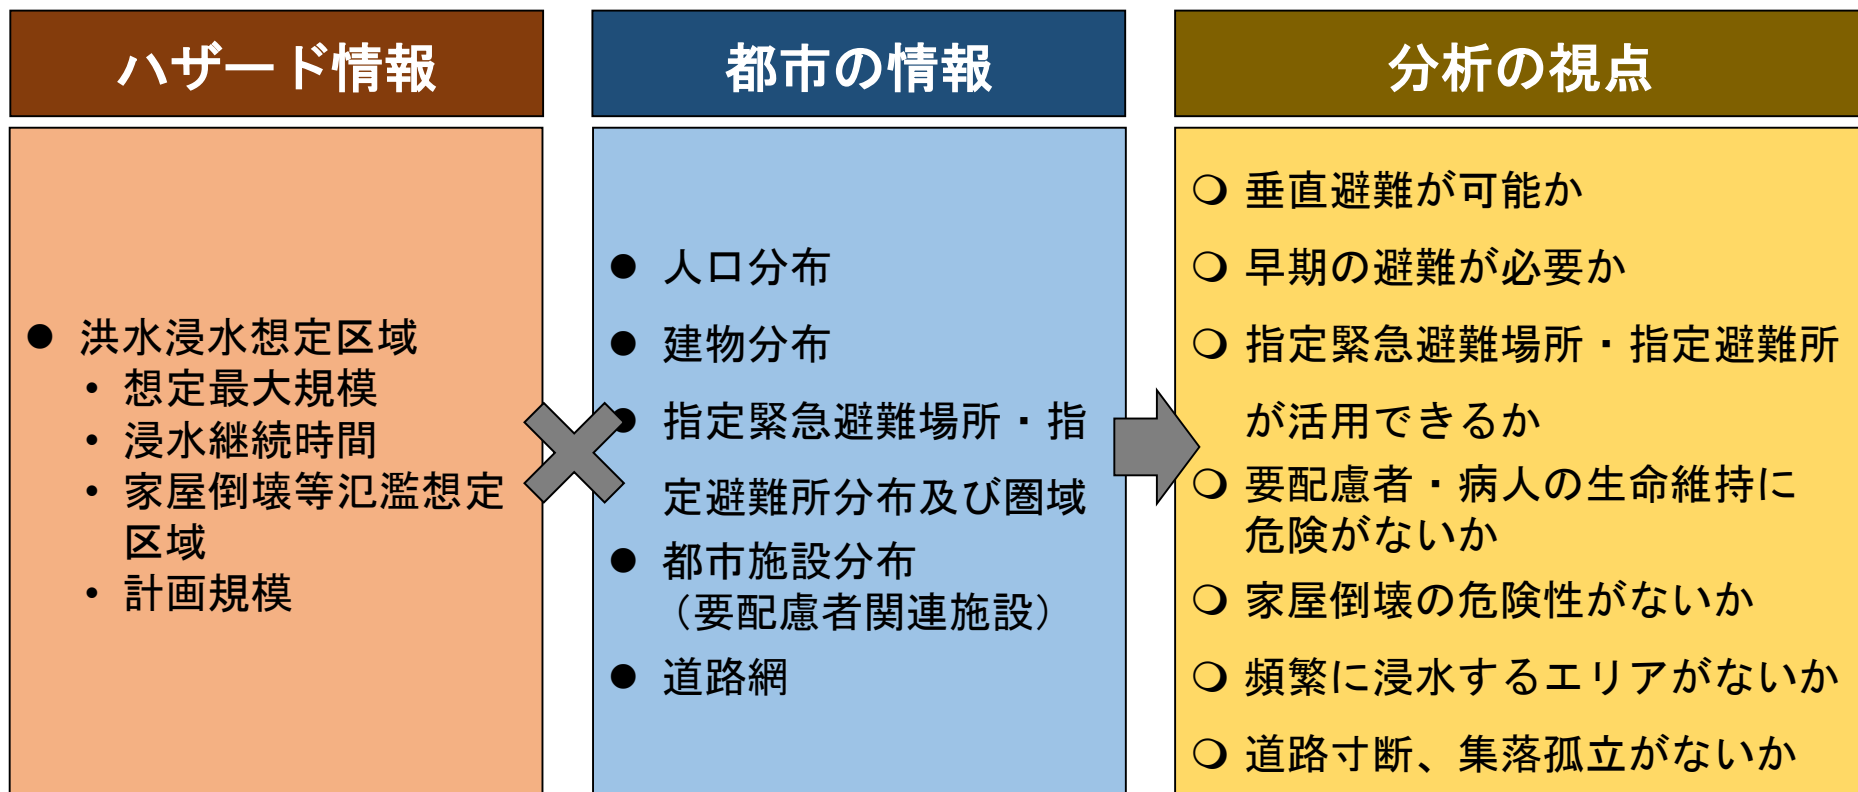 ハザード情報
● 洪水浸水想定区域
・ 想定最大規模
・ 浸水継続時間
・ 家屋倒壊等氾濫想定
区域
・ 計画規模
都市の情報
● 人口分布
● 建物分布
● 指定緊急避難場所・指
定避難所分布及び圏域
● 都市施設分布
（要配慮者関連施設）
● 道路網
分析の視点
❍ 垂直避難が可能か
❍ 早期の避難が必要か
❍ 指定緊急避難場所・指定避難所
が活用できるか
❍ 要配慮者・病人の生命維持に
危険がないか
❍ 家屋倒壊の危険性がないか
❍ 頻繁に浸水するエリアがないか
❍ 道路寸断、集落孤立がないか